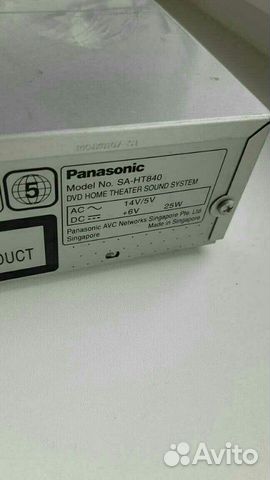 Panasonic
Model No. SA-HT840
DVD HOME THEATER SOUND SYSTEM
AC 14V/5V
DC +6V 25W
Panasonic AVC Networks Singapore Pte. Ltd.
Singapore Made in Singapore
5
DUCT
Avito